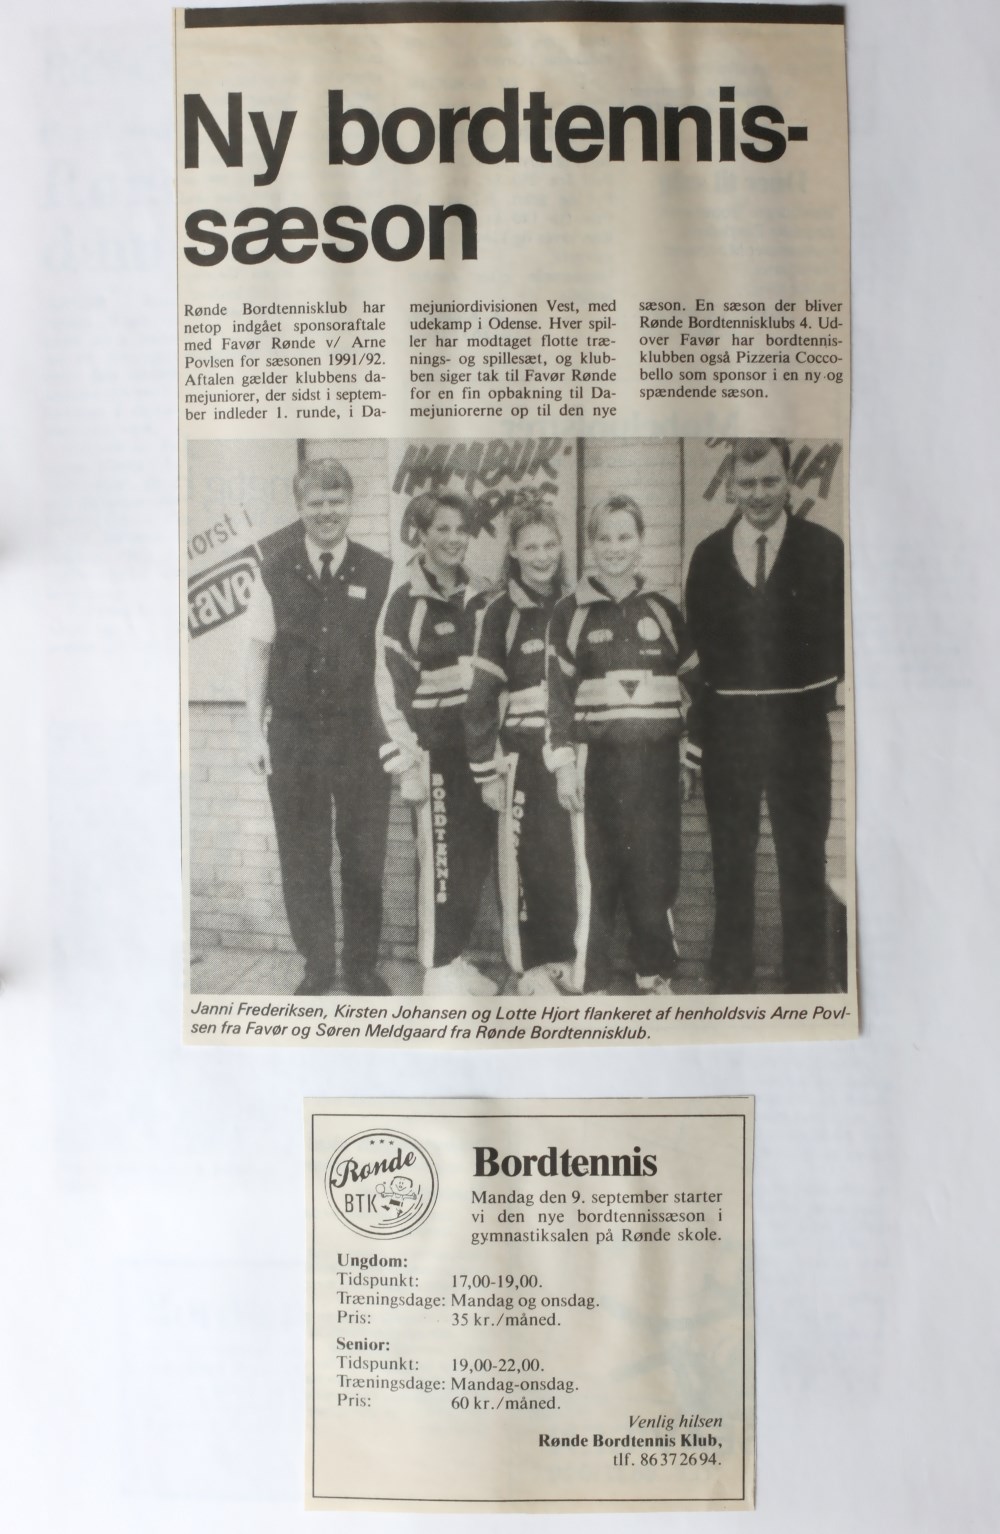 Ny bordtennis-
sæson
Rønde Bordtennisklub har
netop indgået sponsoraftale
med Favør Rønde v/ Arne
Povlsen for sæsonen 1991/92.
Aftalen gælder klubbens da-
mejuniorer, der sidst i septem-
ber indleder 1. runde, i Da-
mejuniordivisionen Vest, med
udekamp i Odense. Hver spil-
ler har modtaget flotte træ-
nings- og spillesæt, og klub-
ben siger tak til Favør Rønde
for en fin opbakning til Da-
mejuniorerne op til den nye
sæson. En sæson der bliver
Rønde Bordtennisklubs 4. Ud-
over Favør har bordtennis-
klubben også Pizzeria Cocco-
bello som sponsor i en ny og
spændende sæson.
HAMBUR-
orst i
favø
BORDTENNIS
Janni Frederiksen, Kirsten Johansen og Lotte Hjort flankeret af henholdsvis Arne Povl-
sen fra Favør og Søren Meldgaard fra Rønde Bordtennisklub.
Rønde
BTK
Bordtennis
Mandag den 9. september starter
vi den nye bordtennissæson i
gymnastiksalen på Rønde skole.
Ungdom:
Tidspunkt: 17,00-19,00.
Træningsdage: Mandag og onsdag.
Pris: 35 kr./måned.
Senior:
Tidspunkt: 19,00-22,00.
Træningsdage: Mandag-onsdag.
Pris: 60 kr./måned.
Venlig hilsen
Rønde Bordtennis Klub,
tlf. 86372694.